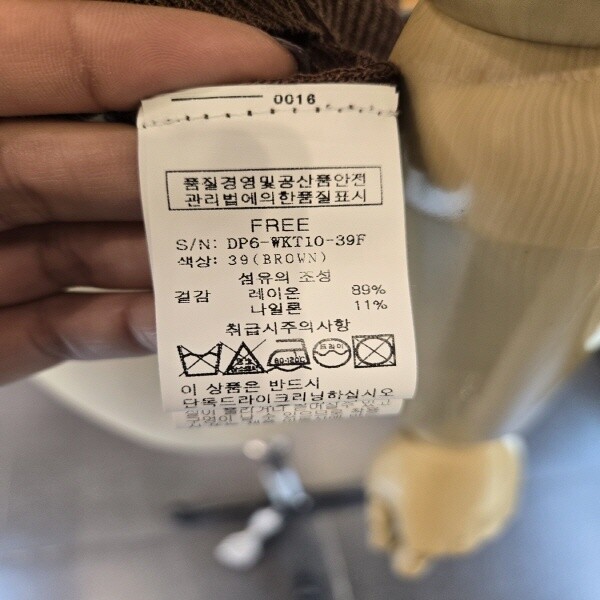 0016
품질경영및공산품안전
관리법에의한품질표시
FREE
S/N: DP6-WKT10-39F
색상: 39(BROWN)
섬유의 조성
겉감 레이온 89%
나일론 11%
취급시주의사항
드라이
이 상품은 반드시
단독드라이크리닝하십시오